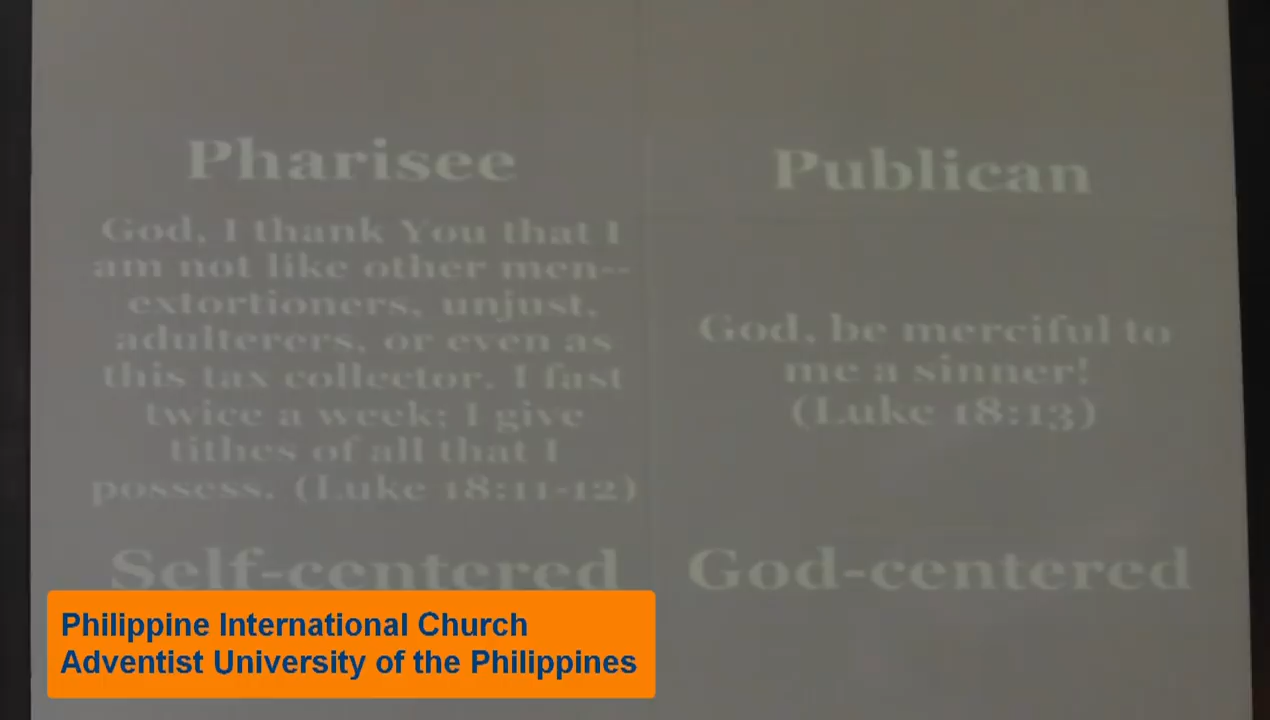 Pharisee
God, I thank You that I
am not like other men--
extortioners, unjust,
adulterers, or even as
this tax collector. I fast
twice a week; I give
tithes of all that I
possess. (Luke 18:11-12)
Self-centered
Publican
God, be merciful to
me a sinner!
(Luke 18:13)
God-centered
Philippine International Church
Adventist University of the Philippines